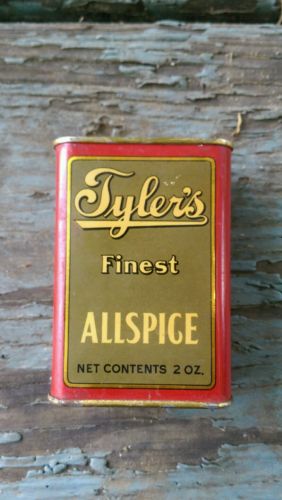 Tyler's
Finest
ALLSPICE
NET CONTENTS 2 OZ.